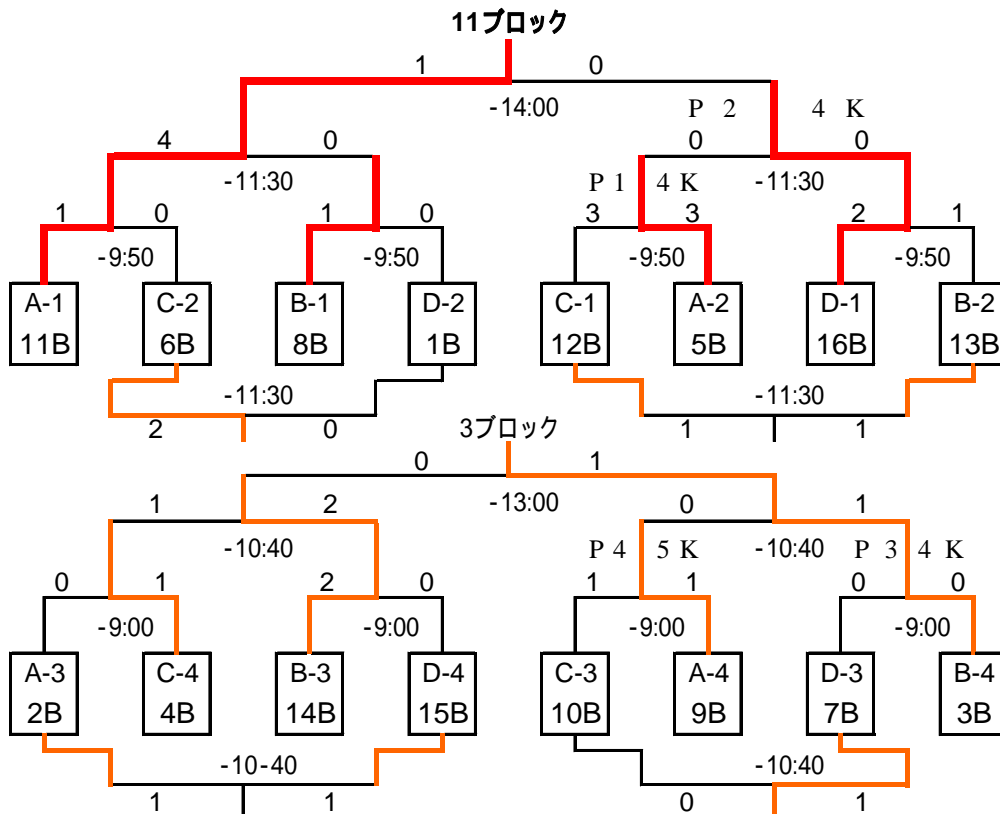 11ブロック
1 0
-14:00
P 2 4 K
4 0 0 0
-11:30 -11:30
P 1 4 K
1 0 1 0 3 3 2 1
-9:50 -9:50 -9:50 -9:50
A-1 C-2 B-1 D-2 C-1 A-2 D-1 B-2
11B 6B 8B 1B 12B 5B 16B 13B
-11:30 -11:30
2 0 1 1
3ブロック
0 1
-13:00
1 2 0 1
-10:40 P 4 5 K -10:40 P 3 4 K
0 1 2 0 1 1 0 0
-9:00 -9:00 -9:00 -9:00
A-3 C-4 B-3 D-4 C-3 A-4 D-3 B-4
2B 4B 14B 15B 10B 9B 7B 3B
-10-40 -10:40
1 1 0 1